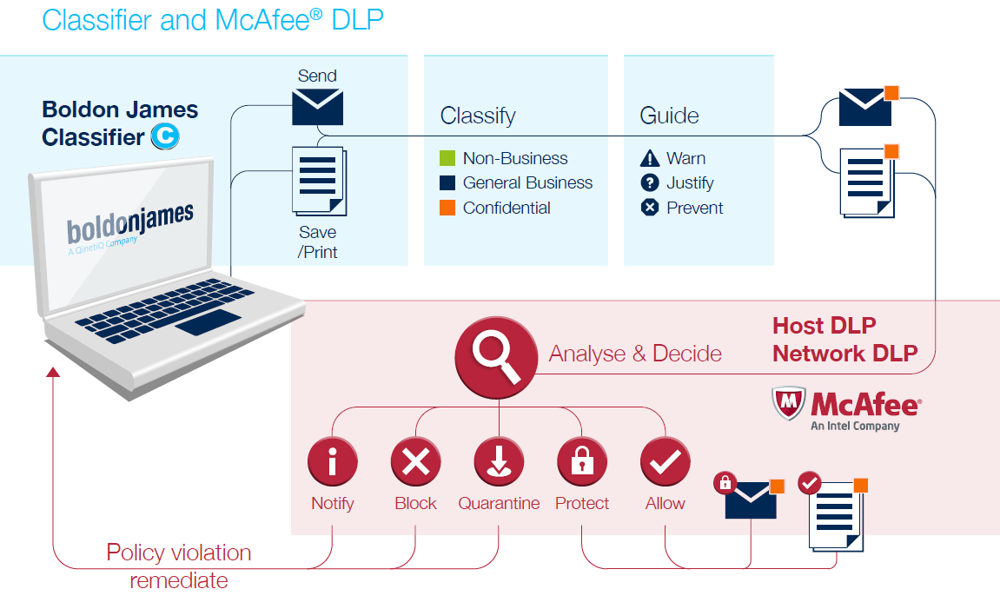 Classifier and McAfee® DLP
Boldon James
Classifier C
boldonjames
A QinetiQ Company
Send
Save
/Print
Classify
Non-Business
General Business
Confidential
Guide
Warn
Justify
Prevent
Host DLP
Network DLP
McAfee®
An Intel Company
Analyse & Decide
Notify
Block
Quarantine
Protect
Allow
Policy violation
remediate